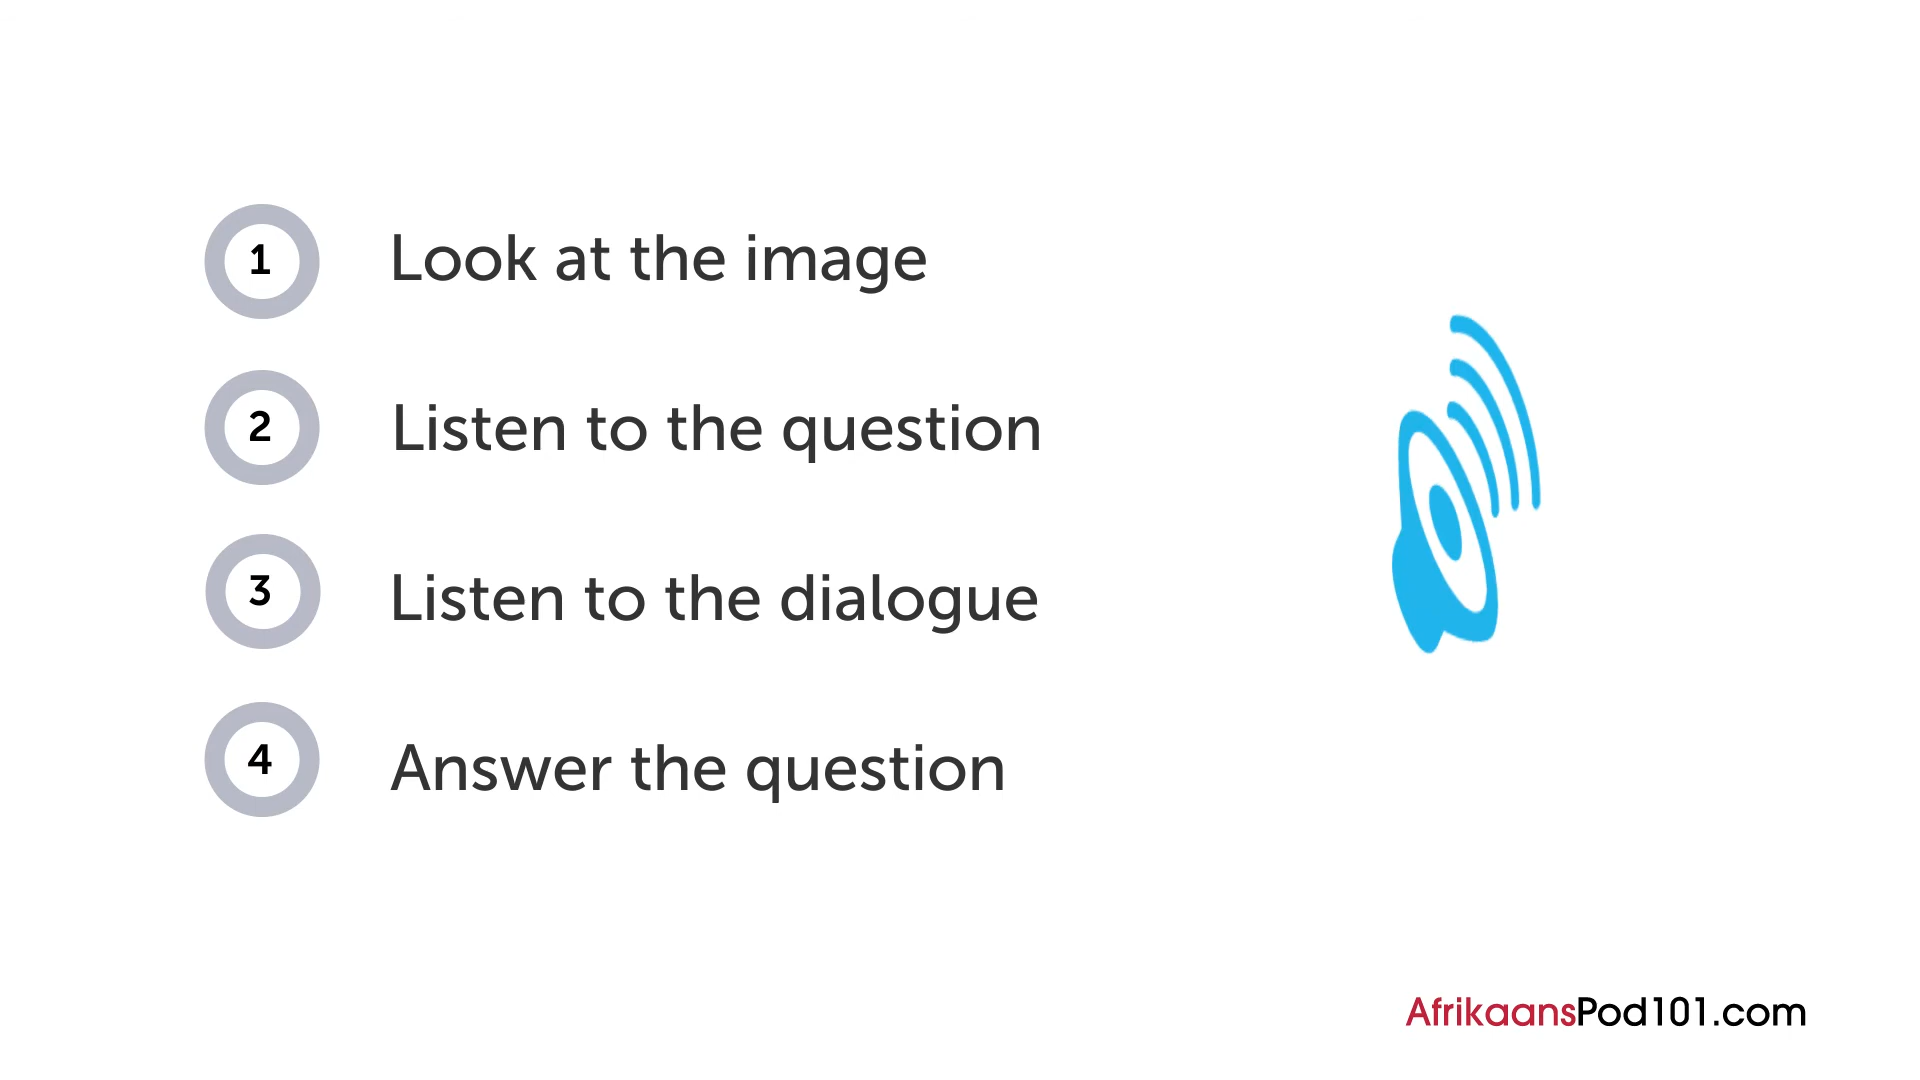 1 Look at the image
2 Listen to the question
3 Listen to the dialogue
4 Answer the question
AfrikaansPod101.com